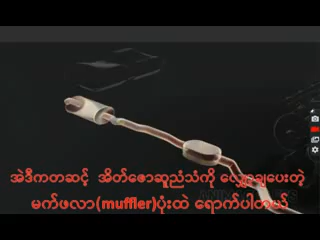 အဲဒီကတဆင့် အိတ်ဇောဆူညံသံကို လျှော့ချပေးတဲ့
မက်ဖလာ(muffler)ပုံးထဲ ရောက်ပါတယ်